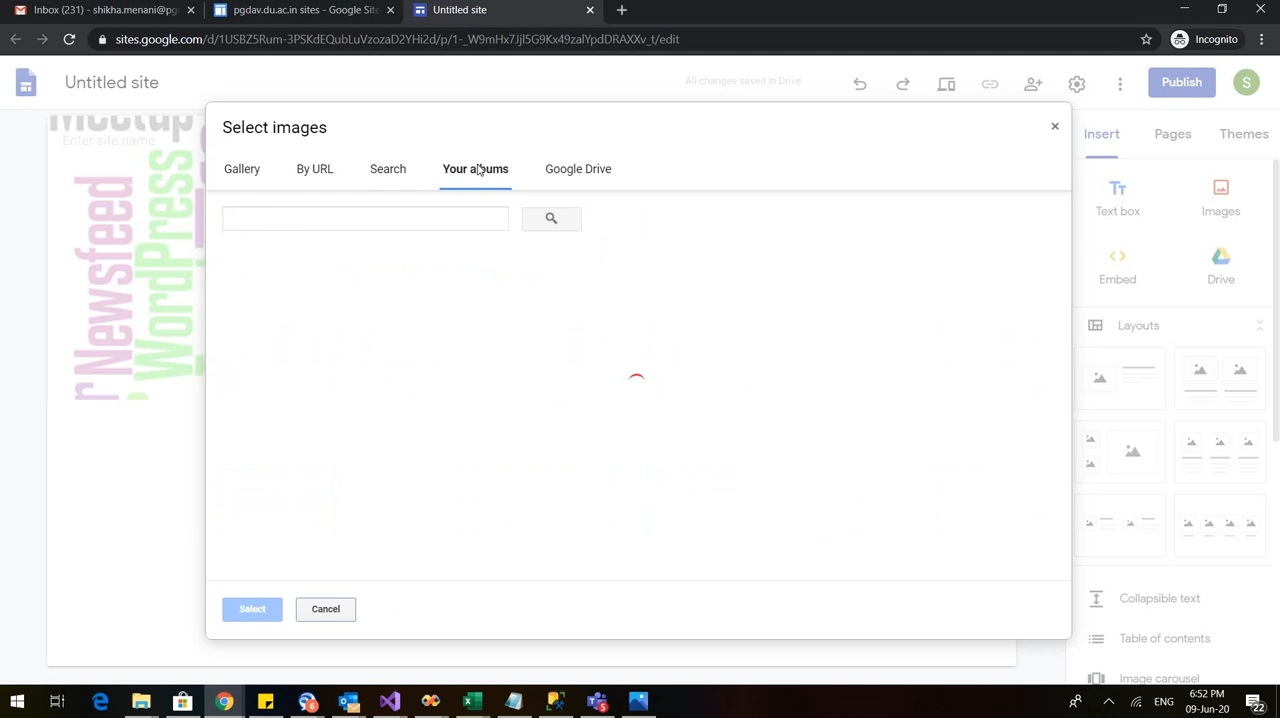 Inbox (231) - shikha.menani@pg
pgdav.du.ac.in sites - Google Site
Untitled site
sites.google.com/d/1USBZ5Rum-3PSKdEQubLuVzozaD2YHi2d/p/1-_W9mHx7Jjl5G9Kx49zalYpdDRAXXv_t/edit
Incognito
Untitled site
All changes saved in Drive
Publish
S
Meetup
Enter site name
Newsfeed
WordPress
Select images
Gallery
By URL
Search
Your albums
Google Drive
Select
Cancel
Insert
Pages
Themes
Text box
Images
Embed
Drive
Layouts
Collapsible text
Table of contents
Image carousel
ENG
6:52 PM
09-Jun-20
22